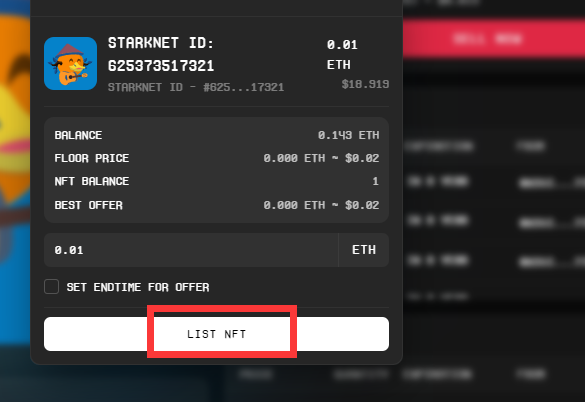 STARKNET ID:
625373517321
STARKNET ID - #625...17321
0.01
ETH
$18.919
BALANCE 0.143 ETH
FLOOR PRICE 0.000 ETH ~ $0.02
NFT BALANCE 1
BEST OFFER 0.000 ETH ~ $0.02
0.01 ETH
SET ENDTIME FOR OFFER
LIST NFT
SELL NOW